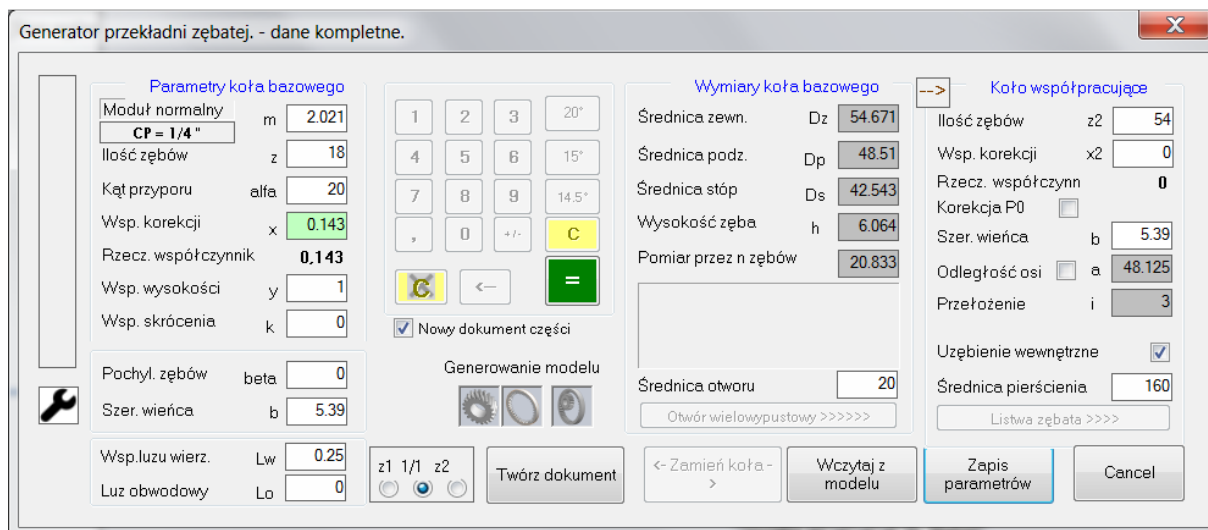 Generator przekładni zębatej. - dane kompletne.
X
Parametry koła bazowego
Moduł normalny
CP = 1/4 "
m 2.021
Ilość zębów z 18
Kąt przyporu alfa 20
Wsp. korekcji x 0.143
Rzecz. współczynnik 0,143
Wsp. wysokości y 1
Wsp. skrócenia k 0
Pochyl. zębów beta 0
Szer. wieńca b 5.39
Wsp.luzu wierz. Lw 0.25
Luz obwodowy Lo 0
1 2 3 20°
4 5 6 15°
7 8 9 14.5°
, 0 +/- C
C <-- =
Nowy dokument części
Generowanie modelu
z1 1/1 z2
Twórz dokument
Wymiary koła bazowego
Średnica zewn. Dz 54.671
Średnica podz. Dp 48.51
Średnica stóp Ds 42.543
Wysokość zęba h 6.064
Pomiar przez n zębów 20.833
Średnica otworu 20
Otwór wielowypustowy >>>>>>
<- Zamień koła -
>
Wczytaj z
modelu
-->
Koło współpracujące
Ilość zębów z2 54
Wsp. korekcji x2 0
Rzecz. współczynn 0
Korekcja P0
Szer. wieńca b 5.39
Odległość osi a 48.125
Przełożenie i 3
Uzębienie wewnętrzne
Średnica pierścienia 160
Listwa zębata >>>>
Zapis
parametrów
Cancel